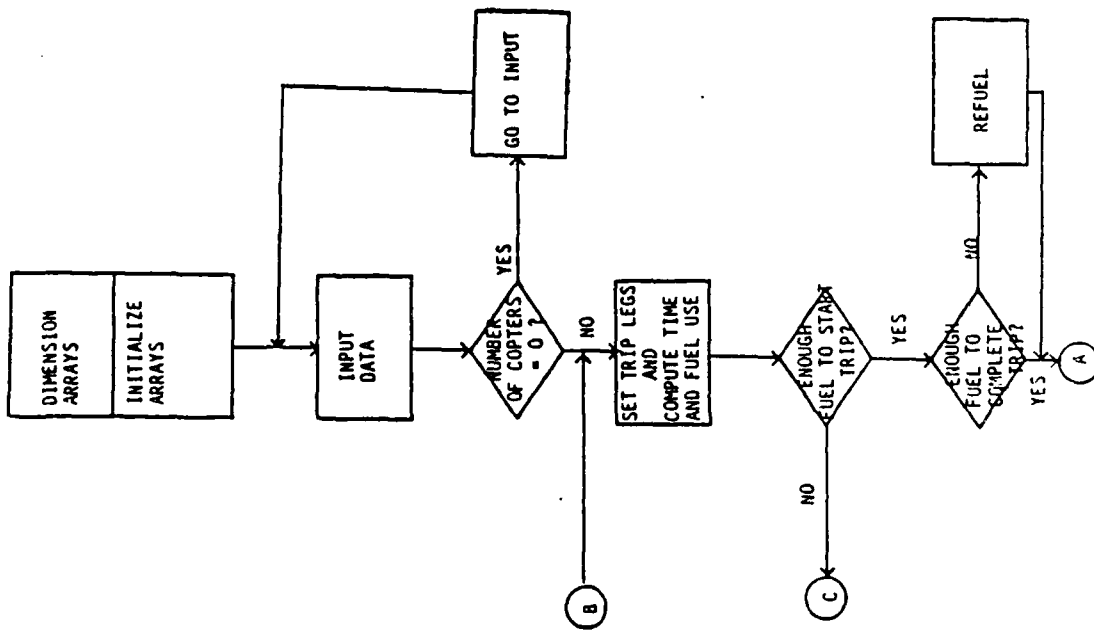 DIMENSION
ARRAYS
INITIALIZE
ARRAYS
INPUT
DATA
GO TO INPUT
NUMBER
OF COPTERS
= 0 ?
YES
NO
B
SET TRIP LEGS
AND
COMPUTE TIME
AND FUEL USE
ENOUGH
FUEL TO START
TRIP?
NO
C
YES
ENOUGH
FUEL TO
COMPLETE
TRIP?
NO
REFUEL
YES
A